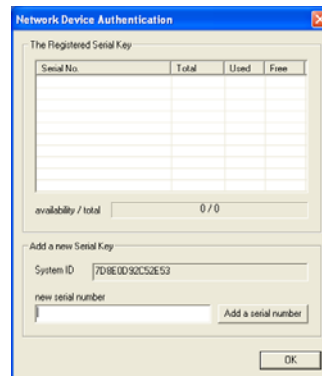 Network Device Authentication
The Registered Serial Key
Serial No. Total Used Free
availability / total 0 / 0
Add a new Serial Key
System ID 7D8E0D92C52E53
new serial number
Add a serial number
OK